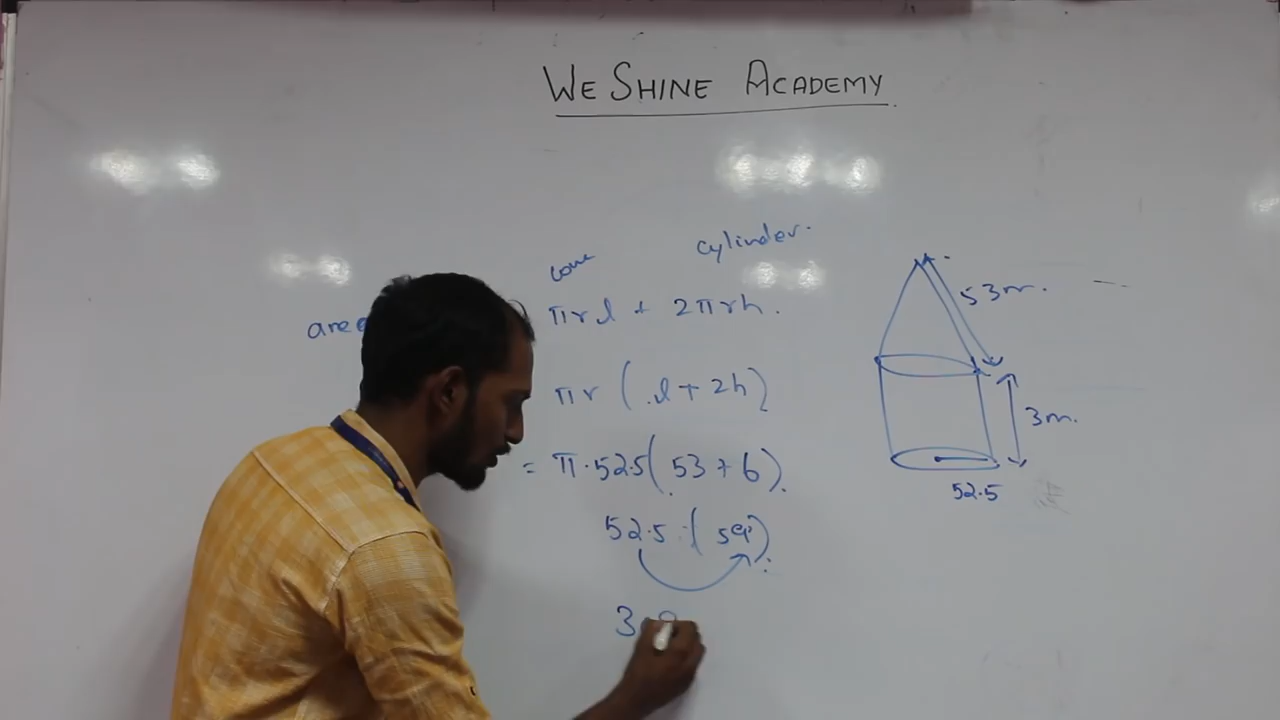 WE SHINE ACADEMY
cone cylinder.
area
πrl + 2πrh.
πr (l + 2h)
= π.52.5(53+6).
52.5 (59)
3
53m.
3m.
52.5